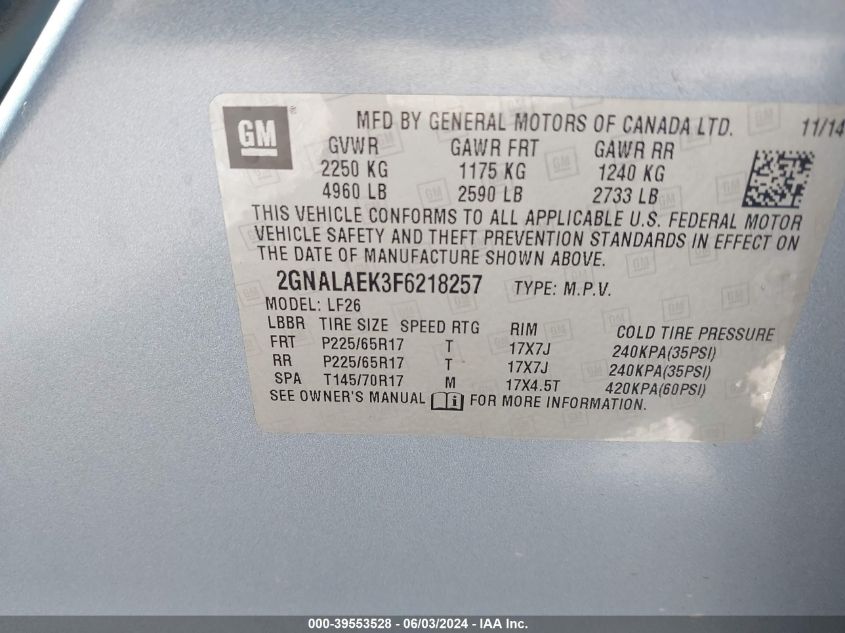 GM ® MFD BY GENERAL MOTORS OF CANADA LTD. 11/14
GVWR GAWR FRT GAWR RR
2250 KG 1175 KG 1240 KG
4960 LB 2590 LB 2733 LB
THIS VEHICLE CONFORMS TO ALL APPLICABLE U.S. FEDERAL MOTOR
VEHICLE SAFETY AND THEFT PREVENTION STANDARDS IN EFFECT ON
THE DATE OF MANUFACTURE SHOWN ABOVE.
2GNALAEK3F6218257 TYPE: M.P.V.
MODEL: LF26
LBBR TIRE SIZE SPEED RTG RIM COLD TIRE PRESSURE
FRT P225/65R17 T 17X7J 240KPA(35PSI)
RR P225/65R17 T 17X7J 240KPA(35PSI)
SPA T145/70R17 M 17X4.5T 420KPA(60PSI)
SEE OWNER'S MANUAL i FOR MORE INFORMATION.
000-39553528 - 06/03/2024 - IAA Inc.